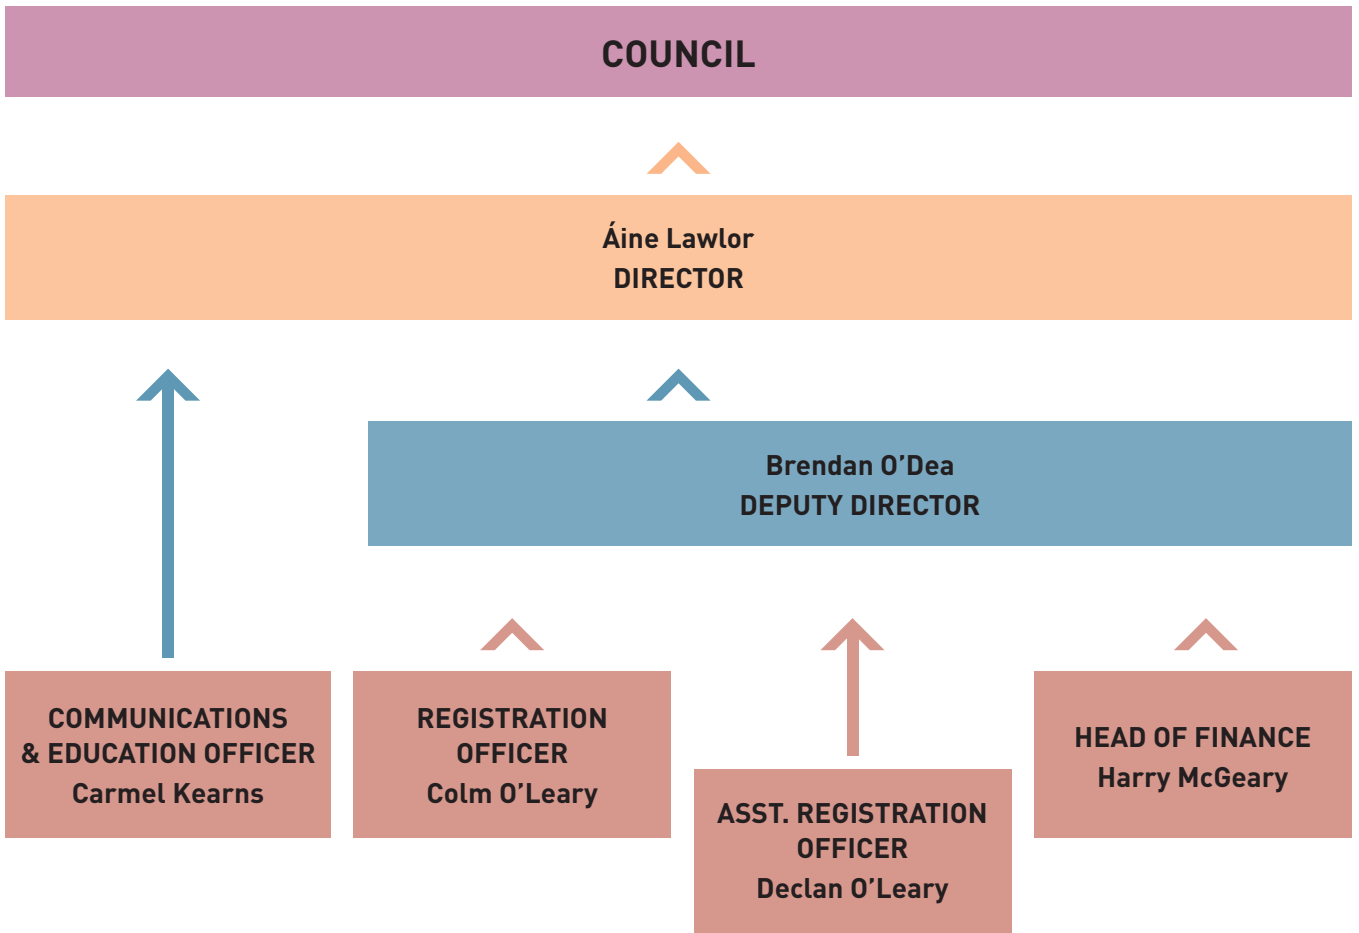 COUNCIL
Áine Lawlor
DIRECTOR
Brendan O’Dea
DEPUTY DIRECTOR
COMMUNICATIONS
& EDUCATION OFFICER
Carmel Kearns
REGISTRATION
OFFICER
Colm O’Leary
ASST. REGISTRATION
OFFICER
Declan O’Leary
HEAD OF FINANCE
Harry McGeary